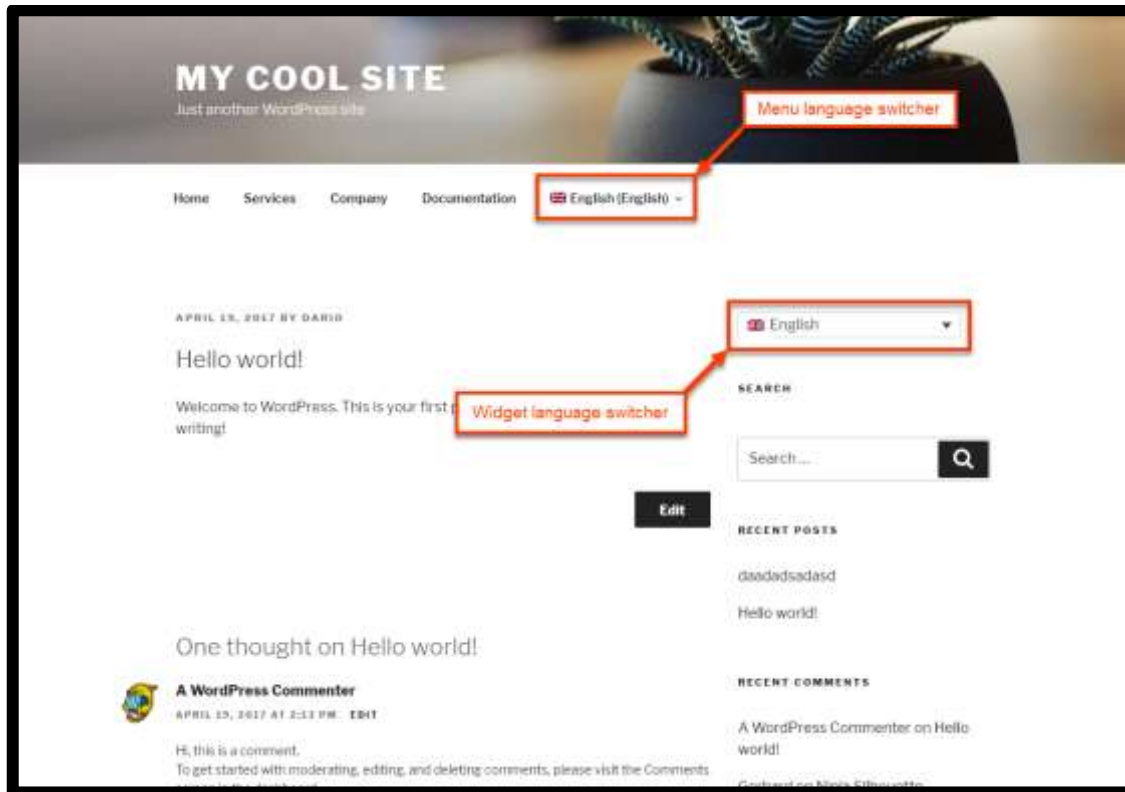 MY COOL SITE
Just another WordPress site
Menu language switcher
Home Services Company Documentation English (English)
APRIL 19, 2017 BY DARIO
English
Hello world!
SEARCH
Welcome to WordPress. This is your first
Widget language switcher
writing!
Search ...
Edit
RECENT POSTS
daadadsadasd
Hello world!
One thought on Hello world!
RECENT COMMENTS
A WordPress Commenter
APRIL 19, 2017 AT 2:13 PM EDIT
A WordPress Commenter on Hello
world!
Hi, this is a comment.
To get started with moderating, editing, and deleting comments, please visit the Comments